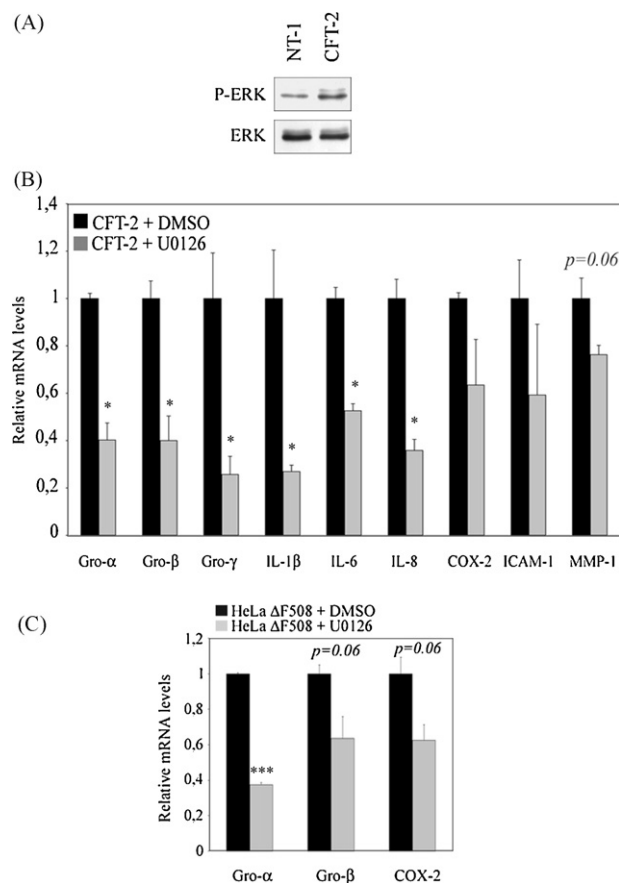 (A)
NT-1
CFT-2
P-ERK
ERK
(B)
1,4
CFT-2 + DMSO
CFT-2 + U0126
1,2
p=0.06
1
0,8
Relative mRNA levels
0,6
0,4
0,2
0
* * * * * *
Gro-α Gro-β Gro-γ IL-1β IL-6 IL-8 COX-2 ICAM-1 MMP-1
(C)
HeLa ΔF508 + DMSO
HeLa ΔF508 + U0126
1,2
p=0.06 p=0.06
1
0,8
Relative mRNA levels
0,6
0,4
***
0,2
0
Gro-α Gro-β COX-2